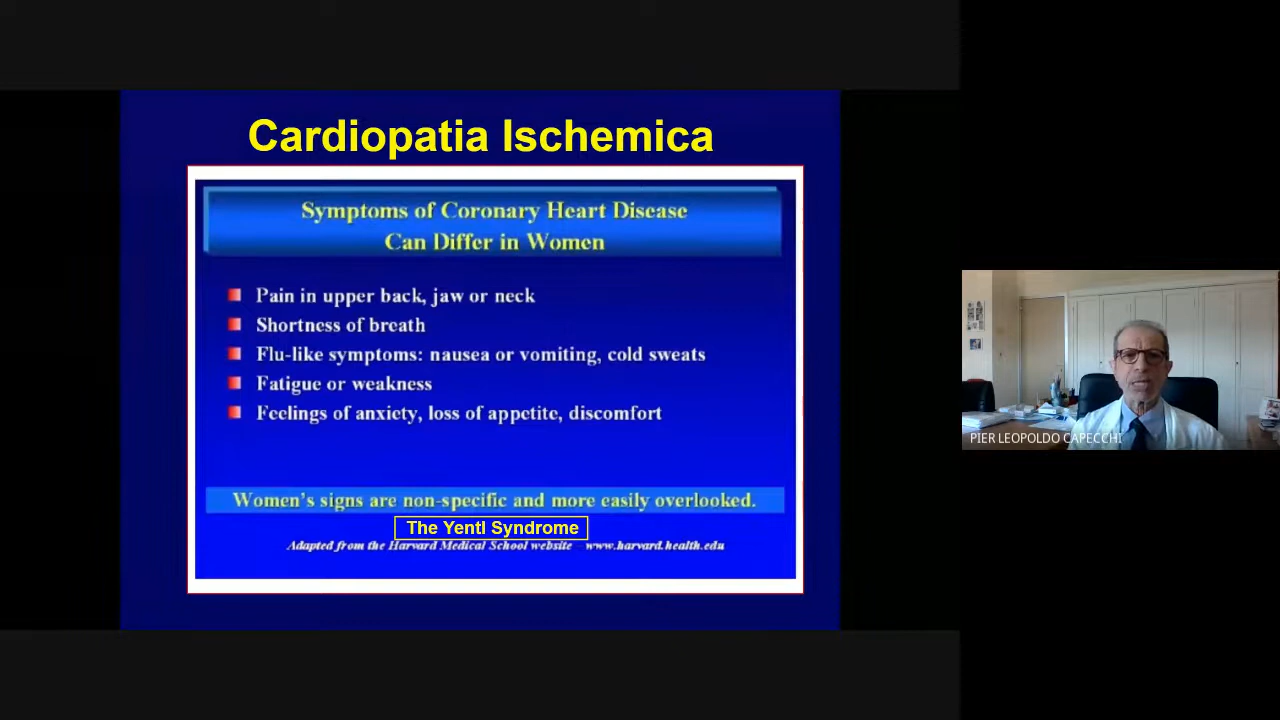 Cardiopatia Ischemica
Symptoms of Coronary Heart Disease
Can Differ in Women
Pain in upper back, jaw or neck
Shortness of breath
Flu-like symptoms: nausea or vomiting, cold sweats
Fatigue or weakness
Feelings of anxiety, loss of appetite, discomfort
Women's signs are non-specific and more easily overlooked.
The Yentl Syndrome
Adapted from the Harvard Medical School website – www.harvard.health.edu
PIER LEOPOLDO CAPECCHI